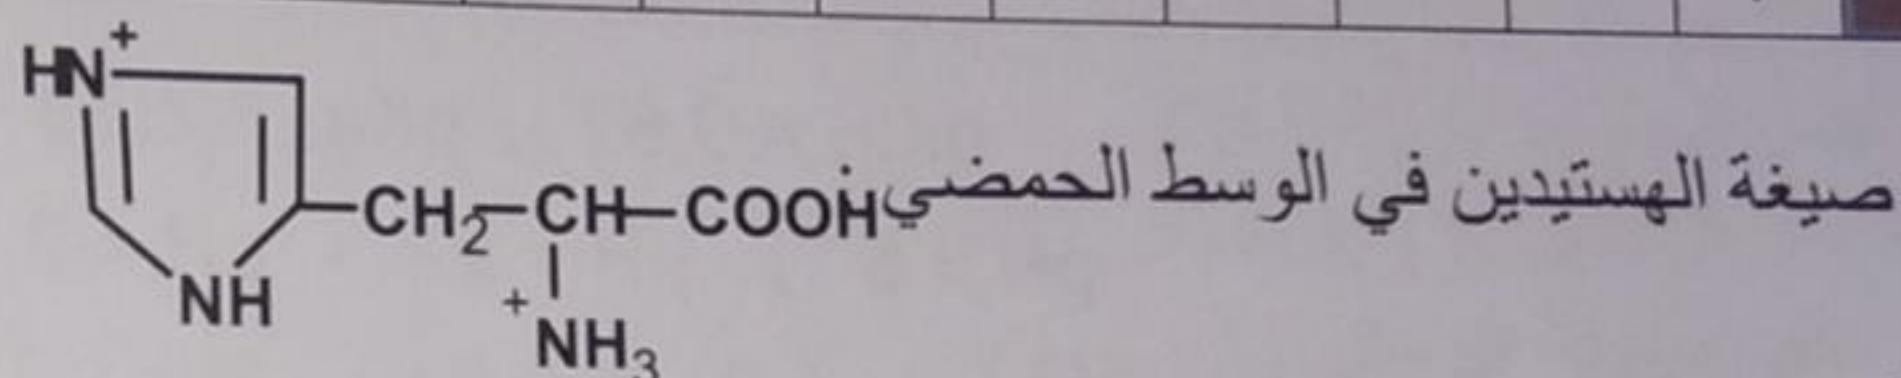 HN+
CH2—CH—COOH صيغة الهستيدين في الوسط الحمضي
NH
+NH3